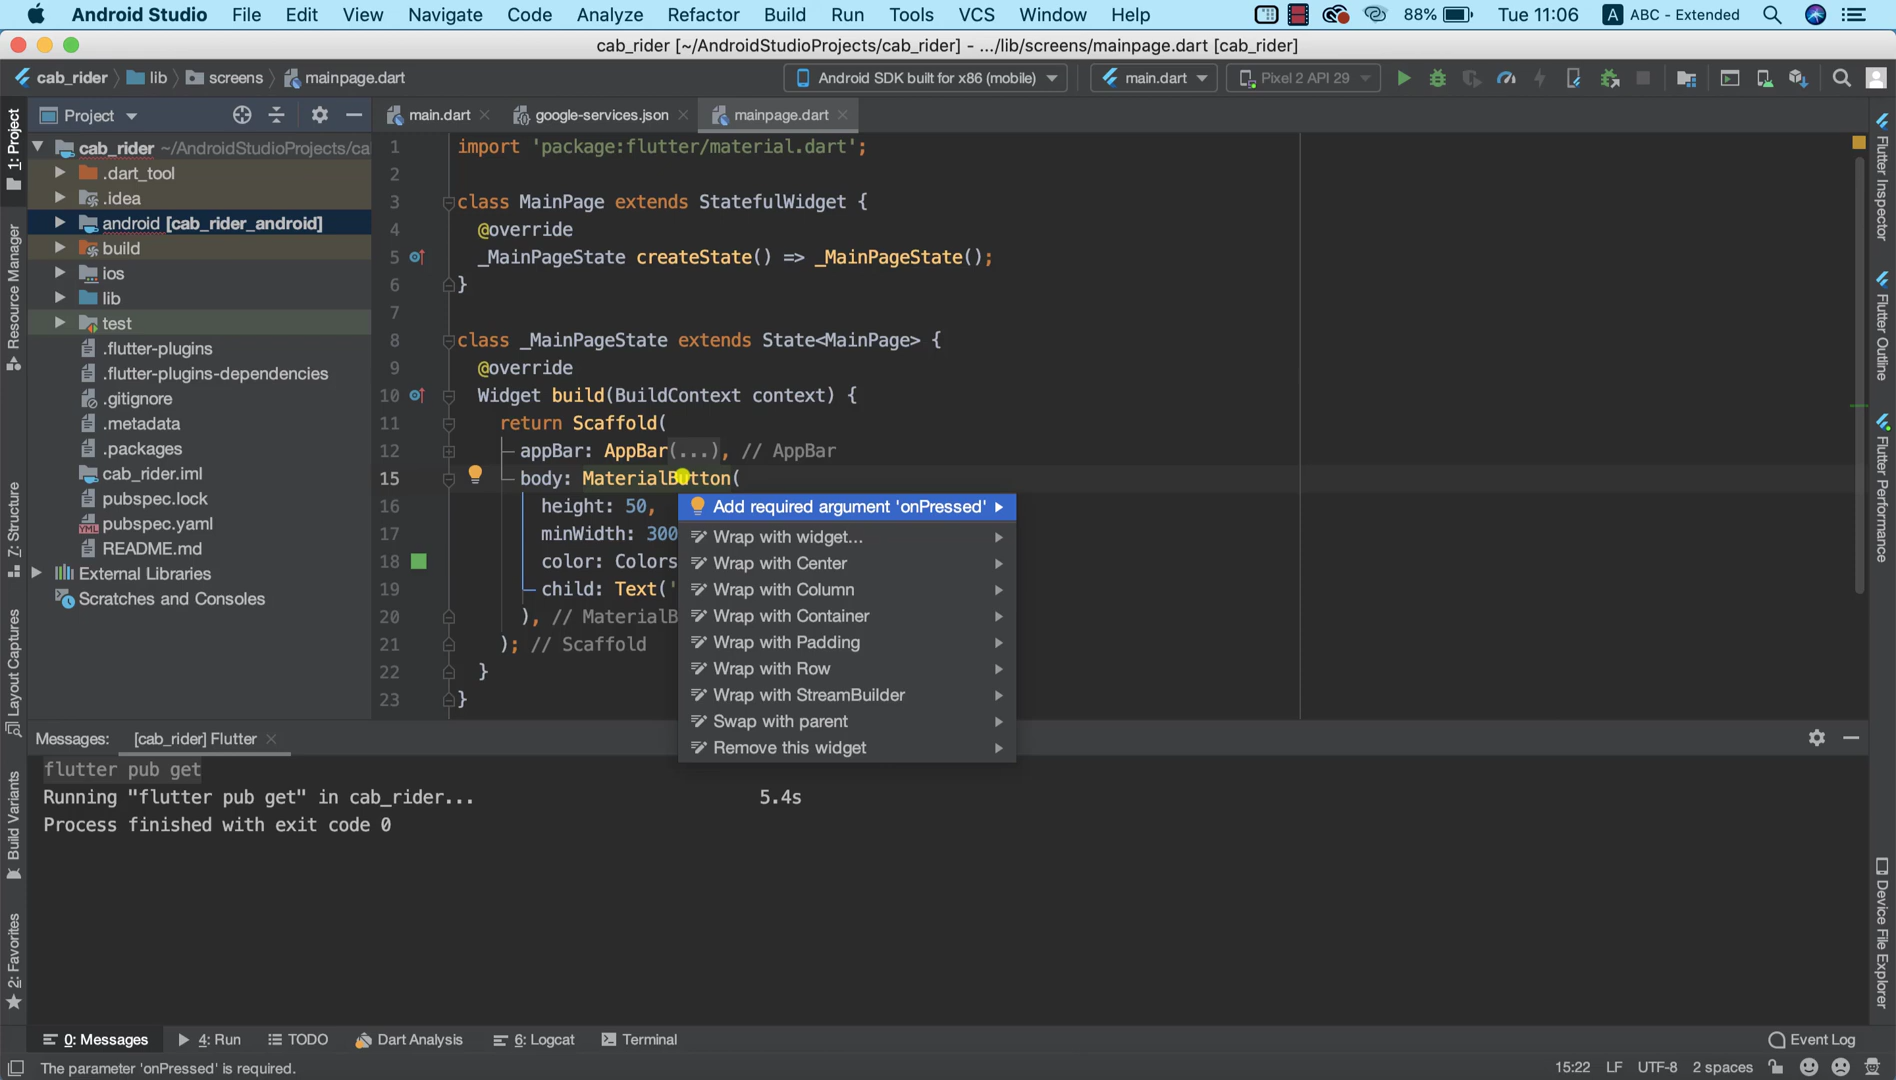 Android Studio File Edit View Navigate Code Analyze Refactor Build Run Tools VCS Window Help 88% Tue 11:06 A ABC - Extended
cab_rider [~/AndroidStudioProjects/cab_rider] - .../lib/screens/mainpage.dart [cab_rider]
cab_rider lib screens mainpage.dart Android SDK built for x86 (mobile) main.dart Pixel 2 API 29
Project main.dart google-services.json mainpage.dart
1: Project
Resource Manager
7: Structure
Layout Captures
Build Variants
2: Favorites
cab_rider ~/AndroidStudioProjects/ca
.dart_tool
.idea
android [cab_rider_android]
build
ios
lib
test
.flutter-plugins
.flutter-plugins-dependencies
.gitignore
.metadata
.packages
cab_rider.iml
pubspec.lock
pubspec.yaml
README.md
External Libraries
Scratches and Consoles
1 import 'package:flutter/material.dart';
2
3 class MainPage extends StatefulWidget {
4 @override
5 _MainPageState createState() => _MainPageState();
6 }
7
8 class _MainPageState extends State<MainPage> {
9 @override
10 Widget build(BuildContext context) {
11 return Scaffold(
12 appBar: AppBar(...), // AppBar
15 body: MaterialButton(
16 height: 50,
17 minWidth: 300
18 color: Colors
19 child: Text('
20 ), // MaterialB
21 ); // Scaffold
22 }
23 }
Add required argument 'onPressed'
Wrap with widget...
Wrap with Center
Wrap with Column
Wrap with Container
Wrap with Padding
Wrap with Row
Wrap with StreamBuilder
Swap with parent
Remove this widget
Flutter Inspector
Flutter Outline
Flutter Performance
Device File Explorer
Messages: [cab_rider] Flutter
flutter pub get
Running "flutter pub get" in cab_rider... 5.4s
Process finished with exit code 0
0: Messages 4: Run TODO Dart Analysis 6: Logcat Terminal Event Log
The parameter 'onPressed' is required. 15:22 LF UTF-8 2 spaces